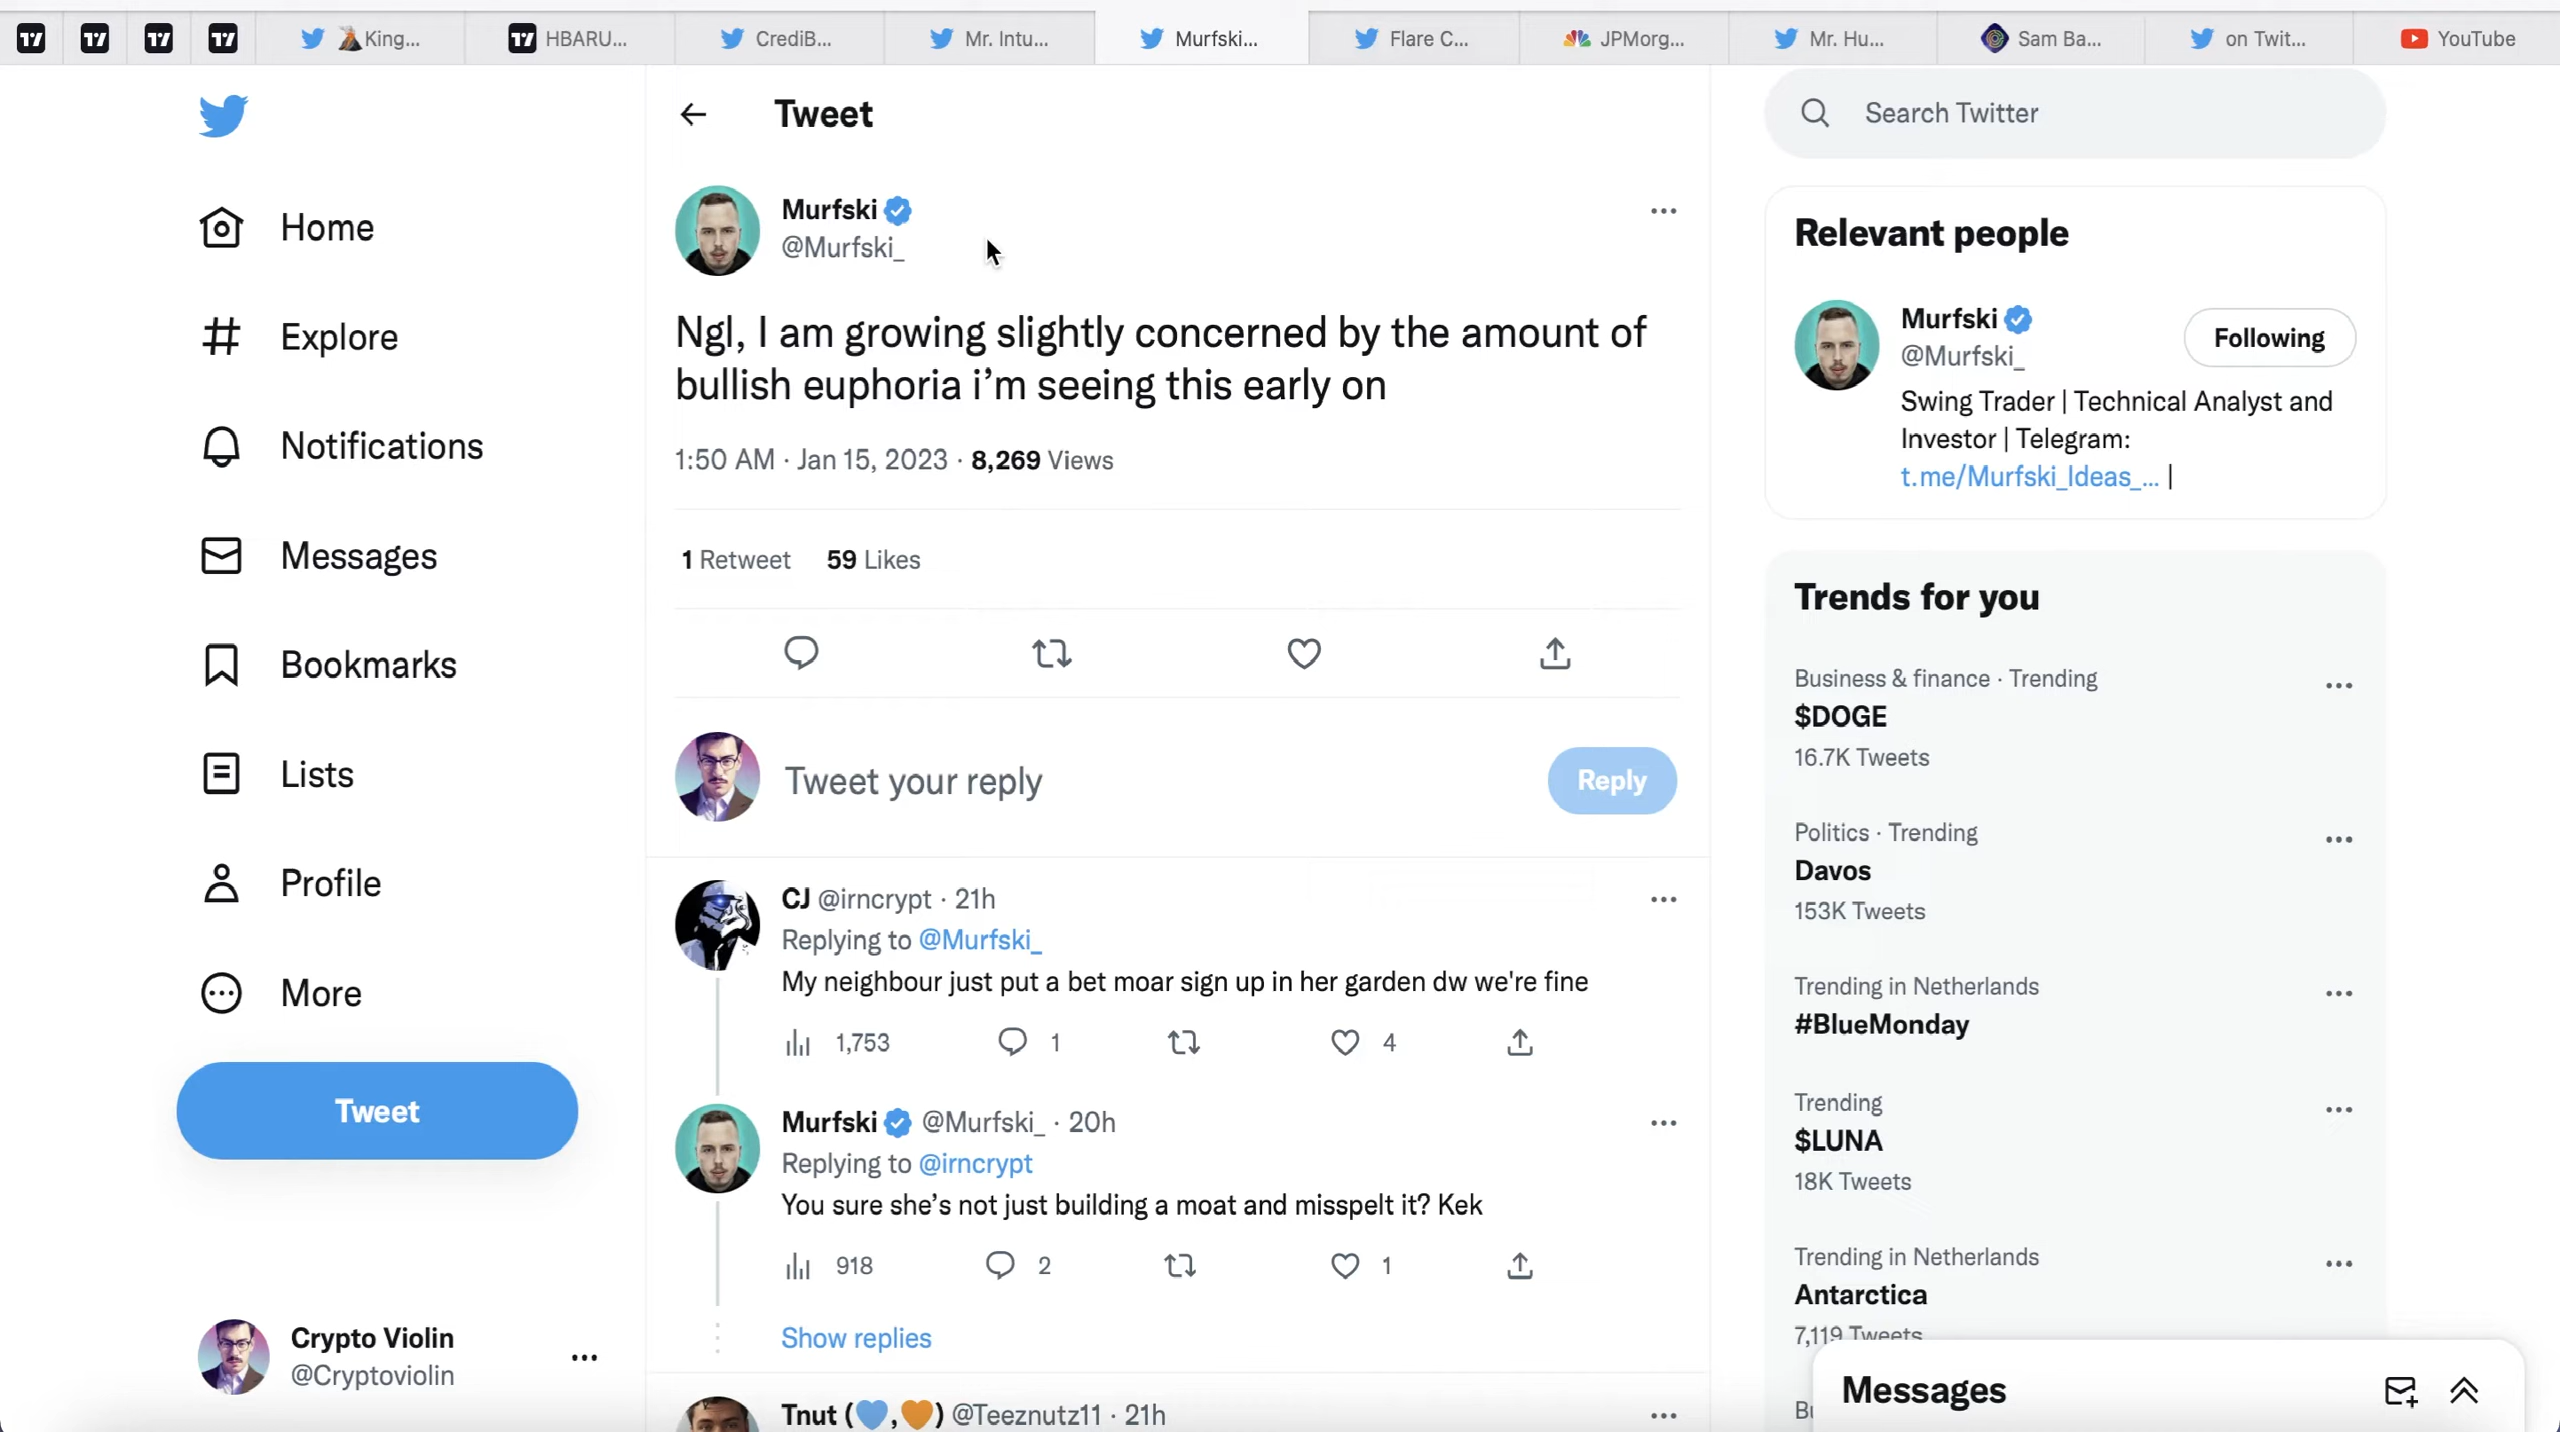 King...
HBARU...
CrediB...
Mr. Intu...
Murfski...
Flare C...
JPMorg...
Mr. Hu...
Sam Ba...
on Twit...
YouTube
Home
Explore
Notifications
Messages
Bookmarks
Lists
Profile
More
Tweet
Crypto Violin
@Cryptoviolin
Tweet
Murfski
@Murfski_
Ngl, I am growing slightly concerned by the amount of
bullish euphoria i’m seeing this early on
1:50 AM · Jan 15, 2023 · 8,269 Views
1 Retweet 59 Likes
Tweet your reply
Reply
CJ @irncrypt · 21h
Replying to @Murfski_
My neighbour just put a bet moar sign up in her garden dw we're fine
1,753 1 4
Murfski @Murfski_ · 20h
Replying to @irncrypt
You sure she’s not just building a moat and misspelt it? Kek
918 2 1
Show replies
Tnut (💙,🧡) @Teeznutz11 · 21h
Search Twitter
Relevant people
Murfski
@Murfski_
Following
Swing Trader | Technical Analyst and
Investor | Telegram:
t.me/Murfski_Ideas_... |
Trends for you
Business & finance · Trending
$DOGE
16.7K Tweets
Politics · Trending
Davos
153K Tweets
Trending in Netherlands
#BlueMonday
Trending
$LUNA
18K Tweets
Trending in Netherlands
Antarctica
7,119 Tweets
Messages